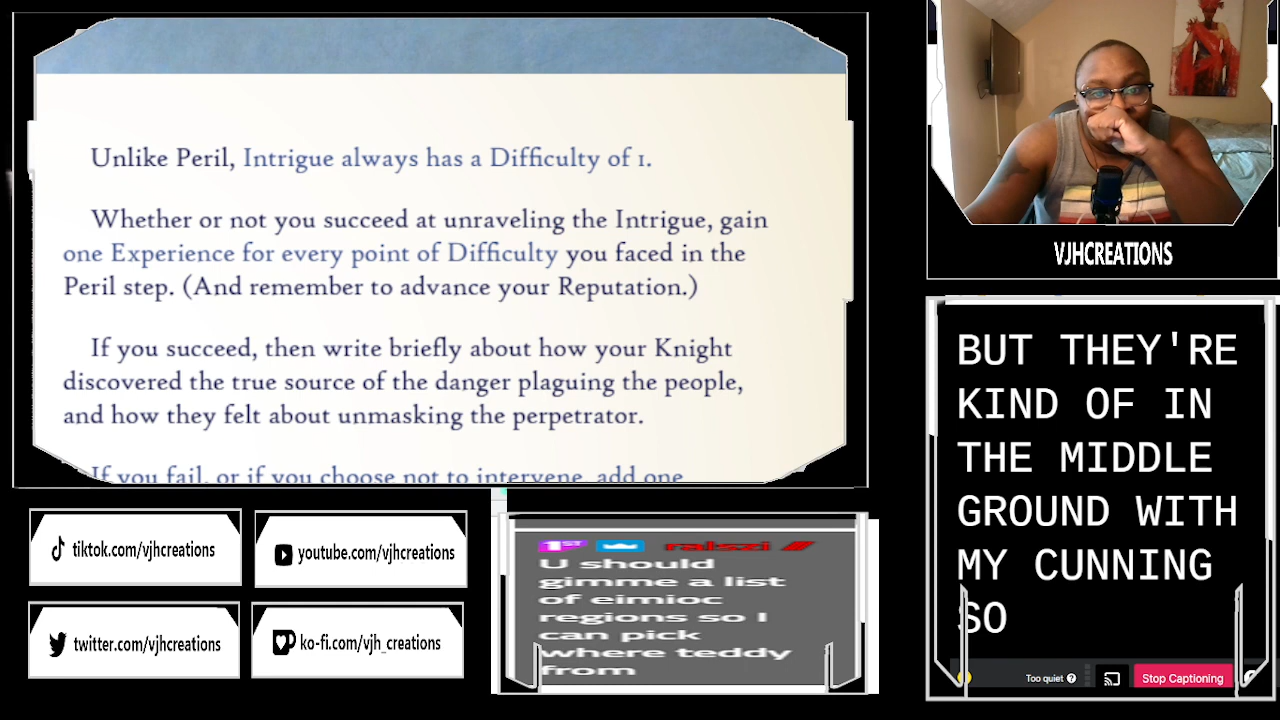 Unlike Peril, Intrigue always has a Difficulty of 1.
Whether or not you succeed at unraveling the Intrigue, gain
one Experience for every point of Difficulty you faced in the
Peril step. (And remember to advance your Reputation.)
If you succeed, then write briefly about how your Knight
discovered the true source of the danger plaguing the people,
and how they felt about unmasking the perpetrator.
If you fail, or if you choose not to intervene, add one
VJHCREATIONS
BUT THEY'RE
KIND OF IN
THE MIDDLE
GROUND WITH
MY CUNNING
SO
Too quiet
Stop Captioning
tiktok.com/vjhcreations
youtube.com/vjhcreations
twitter.com/vjhcreations
ko-fi.com/vjh_creations
1ST
ralszi
U should
gimme a list
of eimioc
regions so I
can pick
where teddy
from